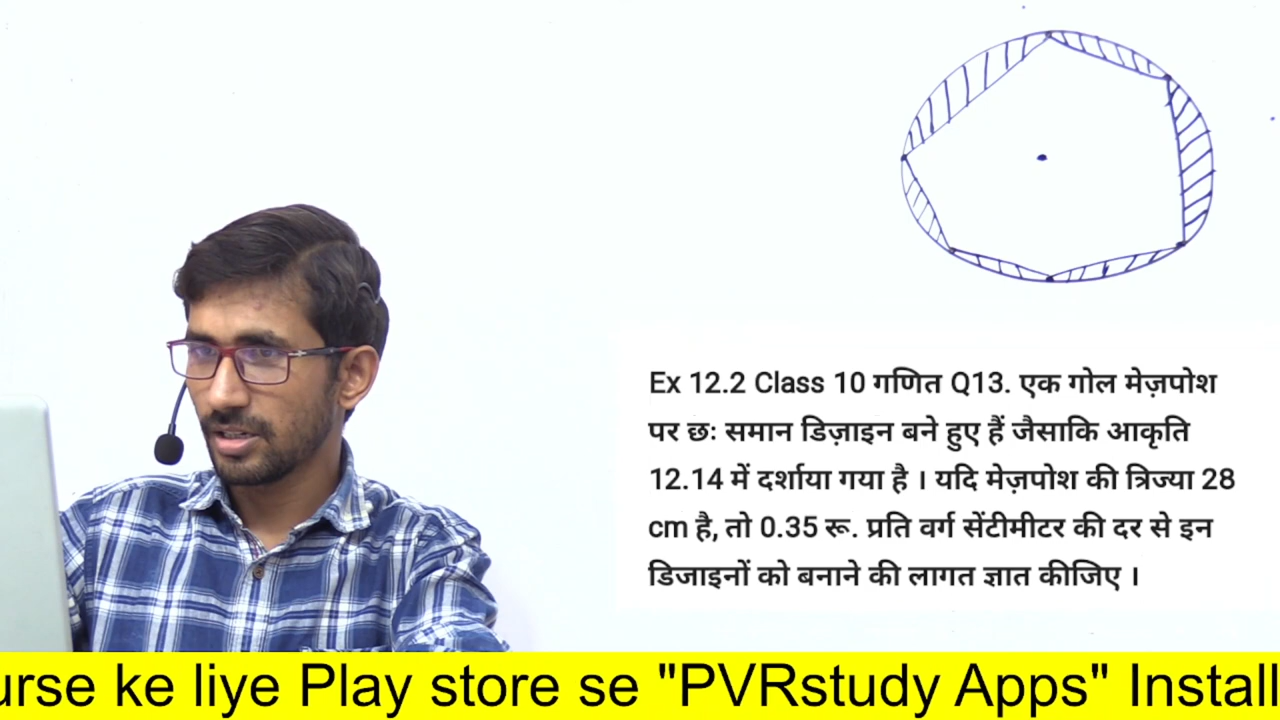 Ex 12.2 Class 10 गणित Q13. एक गोल मेज़पोश
पर छः समान डिज़ाइन बने हुए हैं जैसाकि आकृति
12.14 में दर्शाया गया है । यदि मेज़पोश की त्रिज्या 28
cm है, तो 0.35 रू. प्रति वर्ग सेंटीमीटर की दर से इन
डिजाइनों को बनाने की लागत ज्ञात कीजिए ।
urse ke liye Play store se "PVRstudy Apps" Install